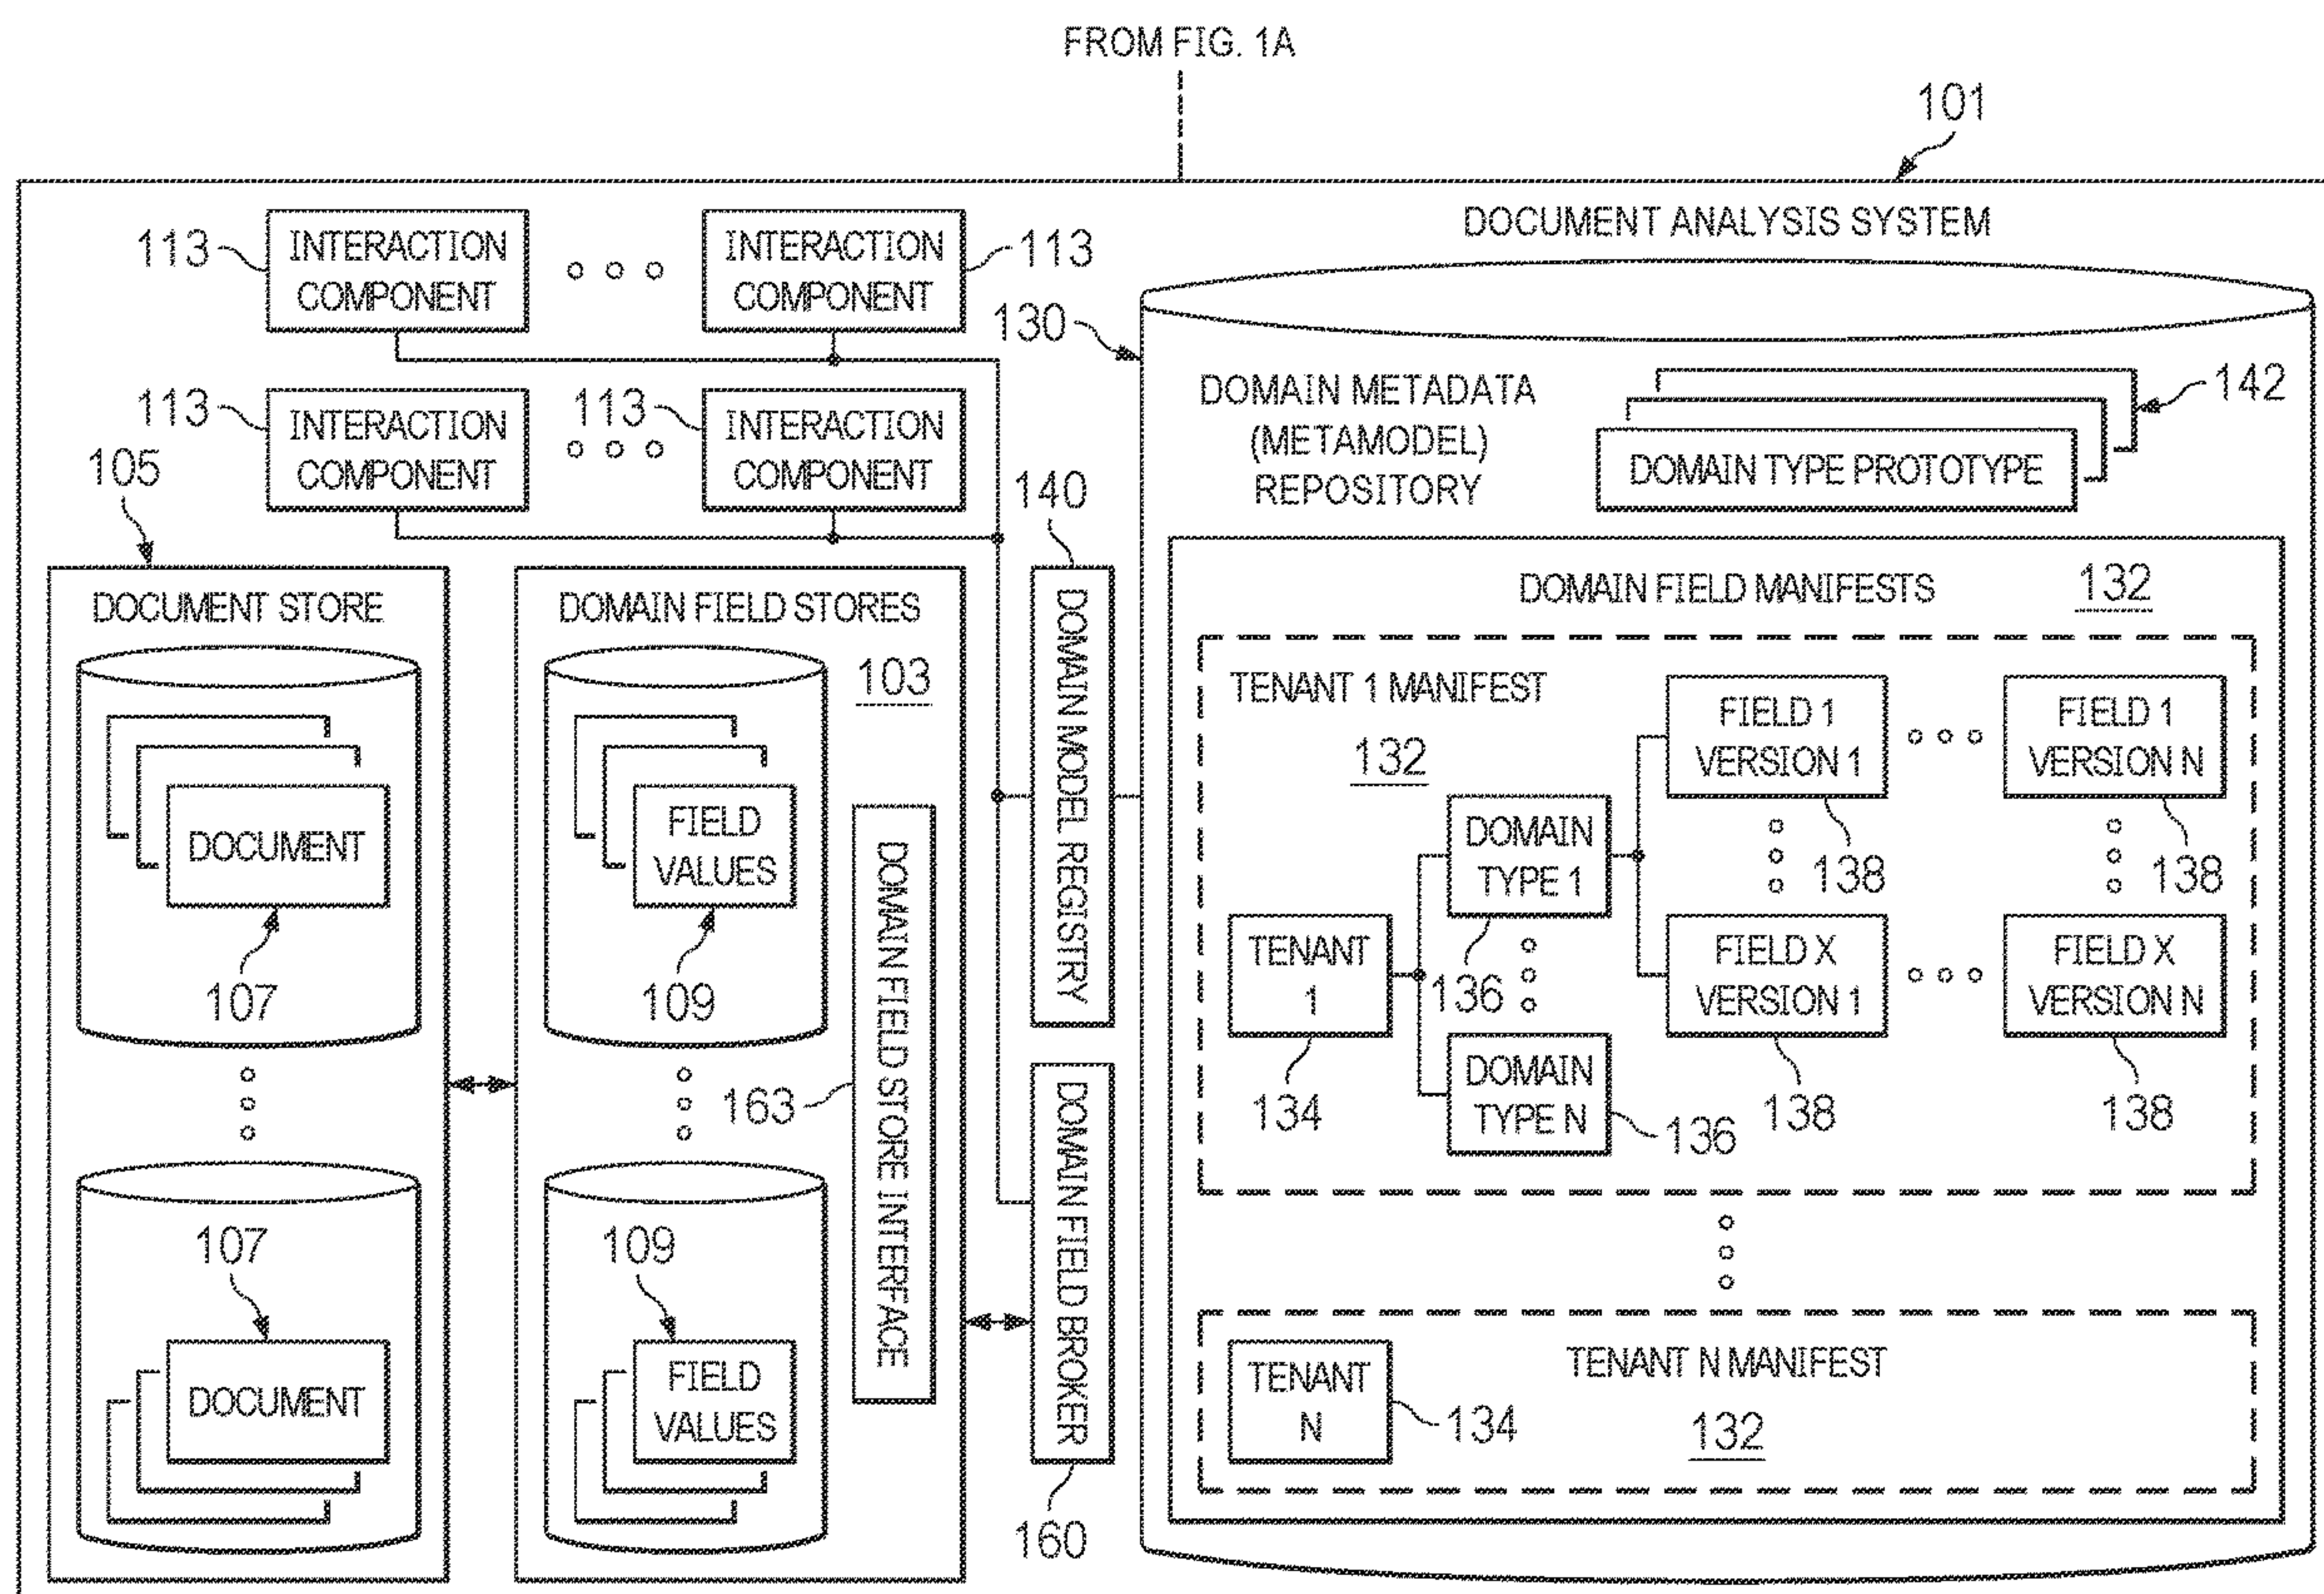 FROM FIG. 1A
101
DOCUMENT ANALYSIS SYSTEM
113
INTERACTION
COMPONENT
INTERACTION
COMPONENT
113
113
INTERACTION
COMPONENT
113
INTERACTION
COMPONENT
130
DOMAIN METADATA
(METAMODEL)
REPOSITORY
142
DOMAIN TYPE PROTOTYPE
105
DOCUMENT STORE
DOCUMENT
107
107
DOCUMENT
DOMAIN FIELD STORES
103
FIELD
VALUES
109
109
FIELD
VALUES
163
DOMAIN FIELD STORE INTERFACE
140
DOMAIN MODEL REGISTRY
DOMAIN FIELD BROKER
160
DOMAIN FIELD MANIFESTS
132
TENANT 1 MANIFEST
132
TENANT
1
134
DOMAIN
TYPE 1
136
DOMAIN
TYPE N
136
FIELD 1
VERSION 1
138
FIELD 1
VERSION N
138
FIELD X
VERSION 1
138
FIELD X
VERSION N
138
TENANT N MANIFEST
132
TENANT
N
134